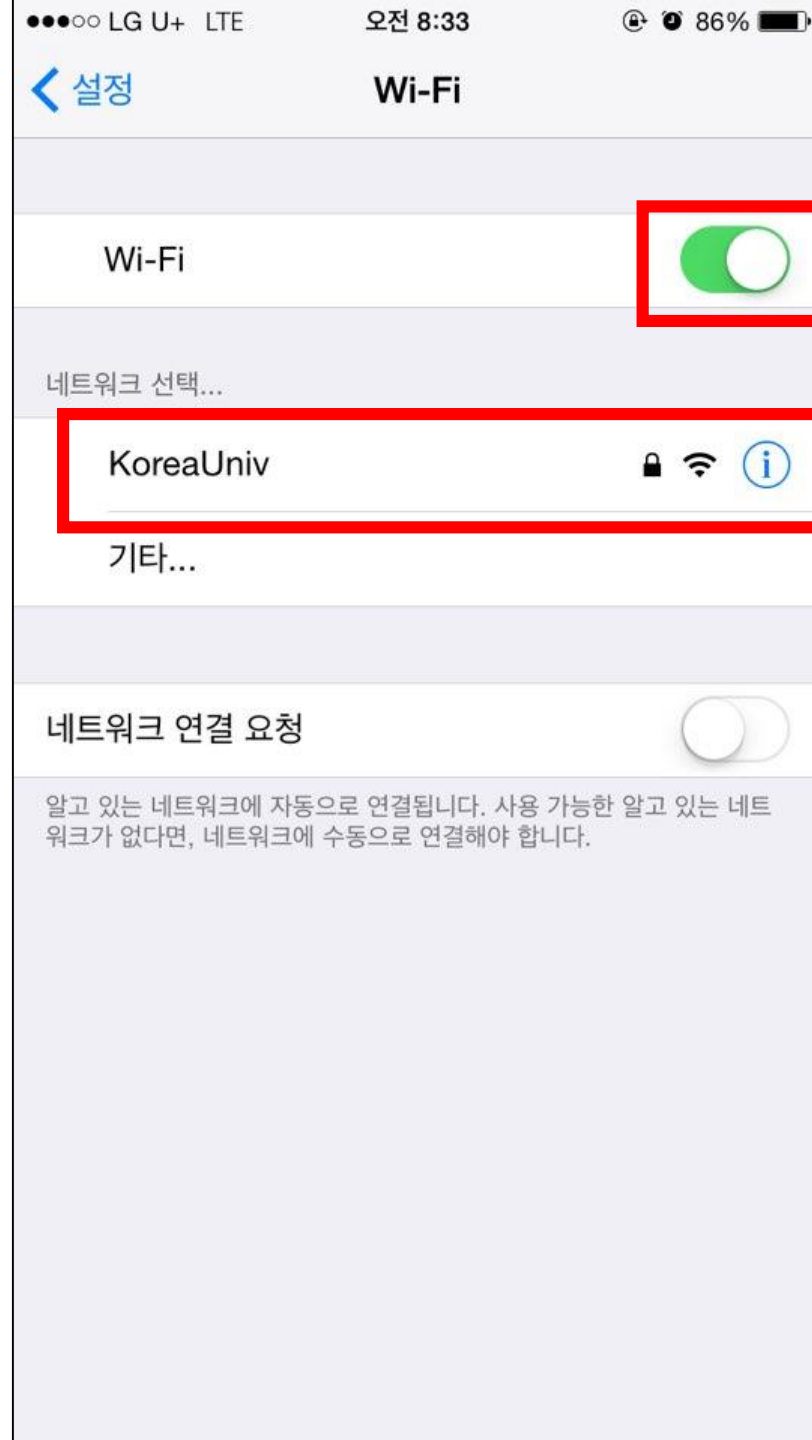 LG U+ LTE 오전 8:33 86%
설정 Wi-Fi
Wi-Fi
네트워크 선택...
KoreaUniv
기타...
네트워크 연결 요청
알고 있는 네트워크에 자동으로 연결됩니다. 사용 가능한 알고 있는 네트
워크가 없다면, 네트워크에 수동으로 연결해야 합니다.